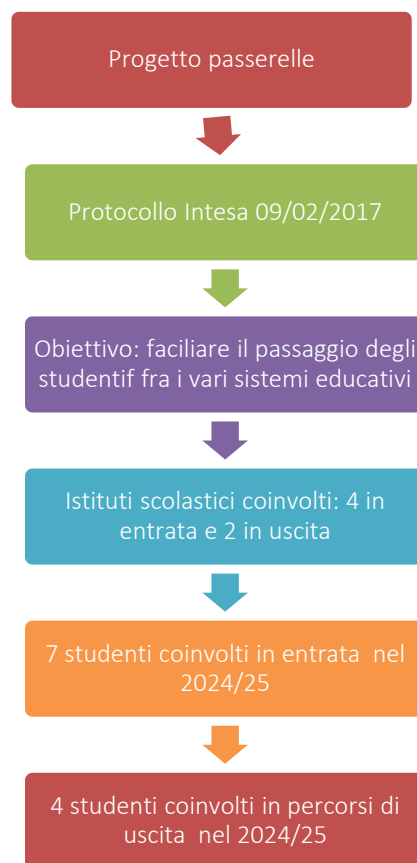 Progetto passerelle
Protocollo Intesa 09/02/2017
Obiettivo: faciliare il passaggio degli
studentif fra i vari sistemi educativi
Istituti scolastici coinvolti: 4 in
entrata e 2 in uscita
7 studenti coinvolti in entrata  nel
2024/25
4 studenti coinvolti in percorsi di
uscita  nel 2024/25